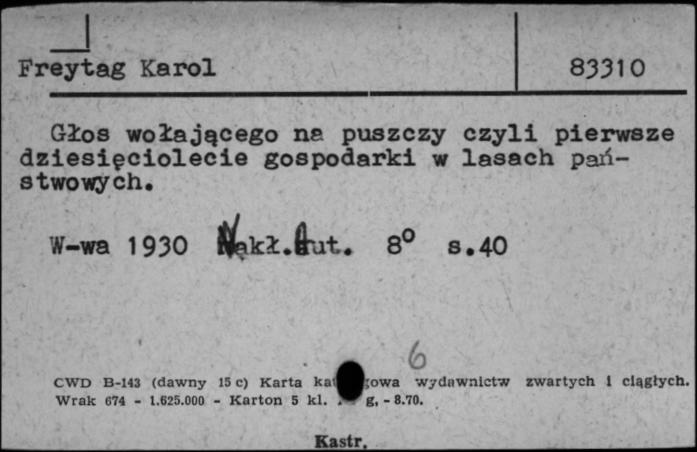 Freytag Karol 83310
Głos wołającego na puszczy czyli pierwsze
dziesięciolecie gospodarki w lasach pań-
stwowych.
W-wa 1930 Nakł.Aut. 8° s.40
6
CWD B-143 (dawny 15 c) Karta wydawnictw zwartych i ciągłych.
Wrak 674 - 1.625.000 - Karton 5 kl. g, - 8.70.
Kastr.